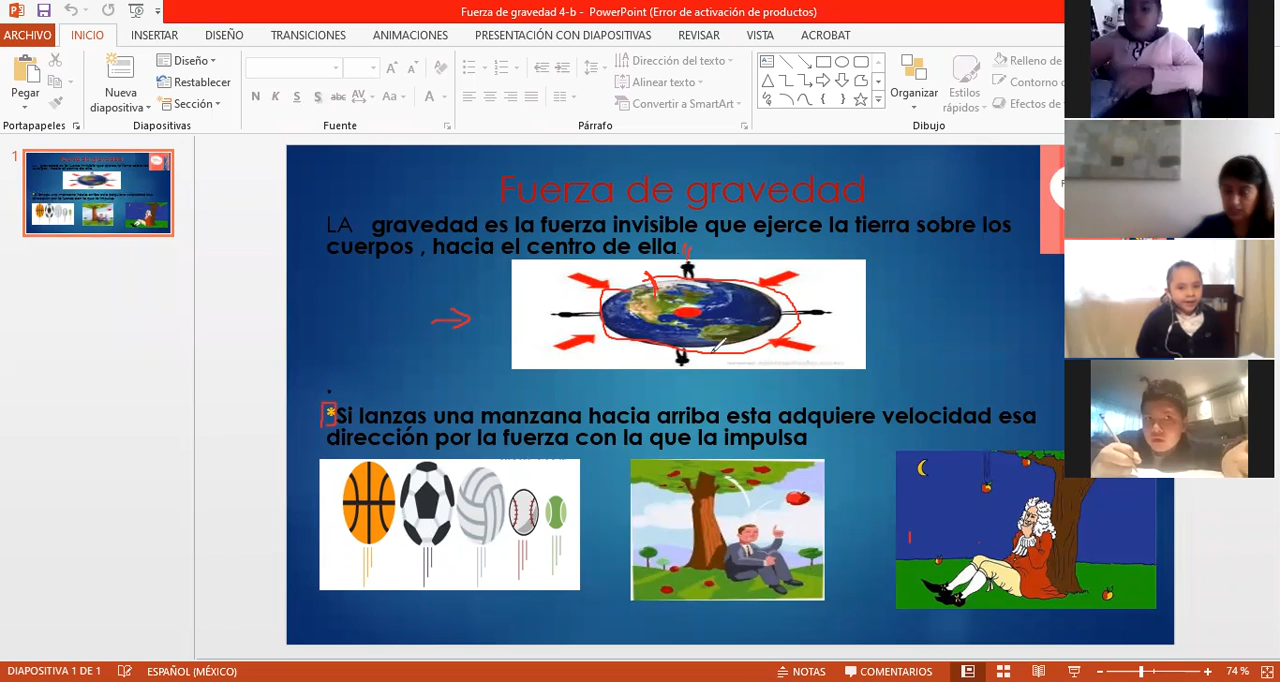 Fuerza de gravedad 4-b - PowerPoint (Error de activación de productos)
ARCHIVO INICIO INSERTAR DISEÑO TRANSICIONES ANIMACIONES PRESENTACIÓN CON DIAPOSITIVAS REVISAR VISTA ACROBAT
Pegar
Nueva
diapositiva
Diseño
Restablecer
Sección
N K S S abc AV Aa A
Dirección del texto
Alinear texto
Convertir a SmartArt
Organizar
Estilos
rápidos
Relleno de
Contorno
Efectos de
Portapapeles Diapositivas Fuente Párrafo Dibujo
1
Fuerza de gravedad
LA gravedad es la fuerza invisible que ejerce la tierra sobre los
cuerpos , hacia el centro de ella.
*Si lanzas una manzana hacia arriba esta adquiere velocidad esa
dirección por la fuerza con la que la impulsa
DIAPOSITIVA 1 DE 1 ESPAÑOL (MÉXICO) NOTAS COMENTARIOS 74 %